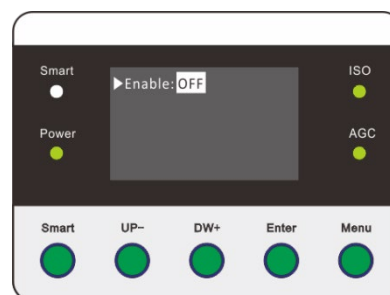 Smart
ISO
▶Enable: OFF
Power
AGC
Smart
UP-
DW+
Enter
Menu